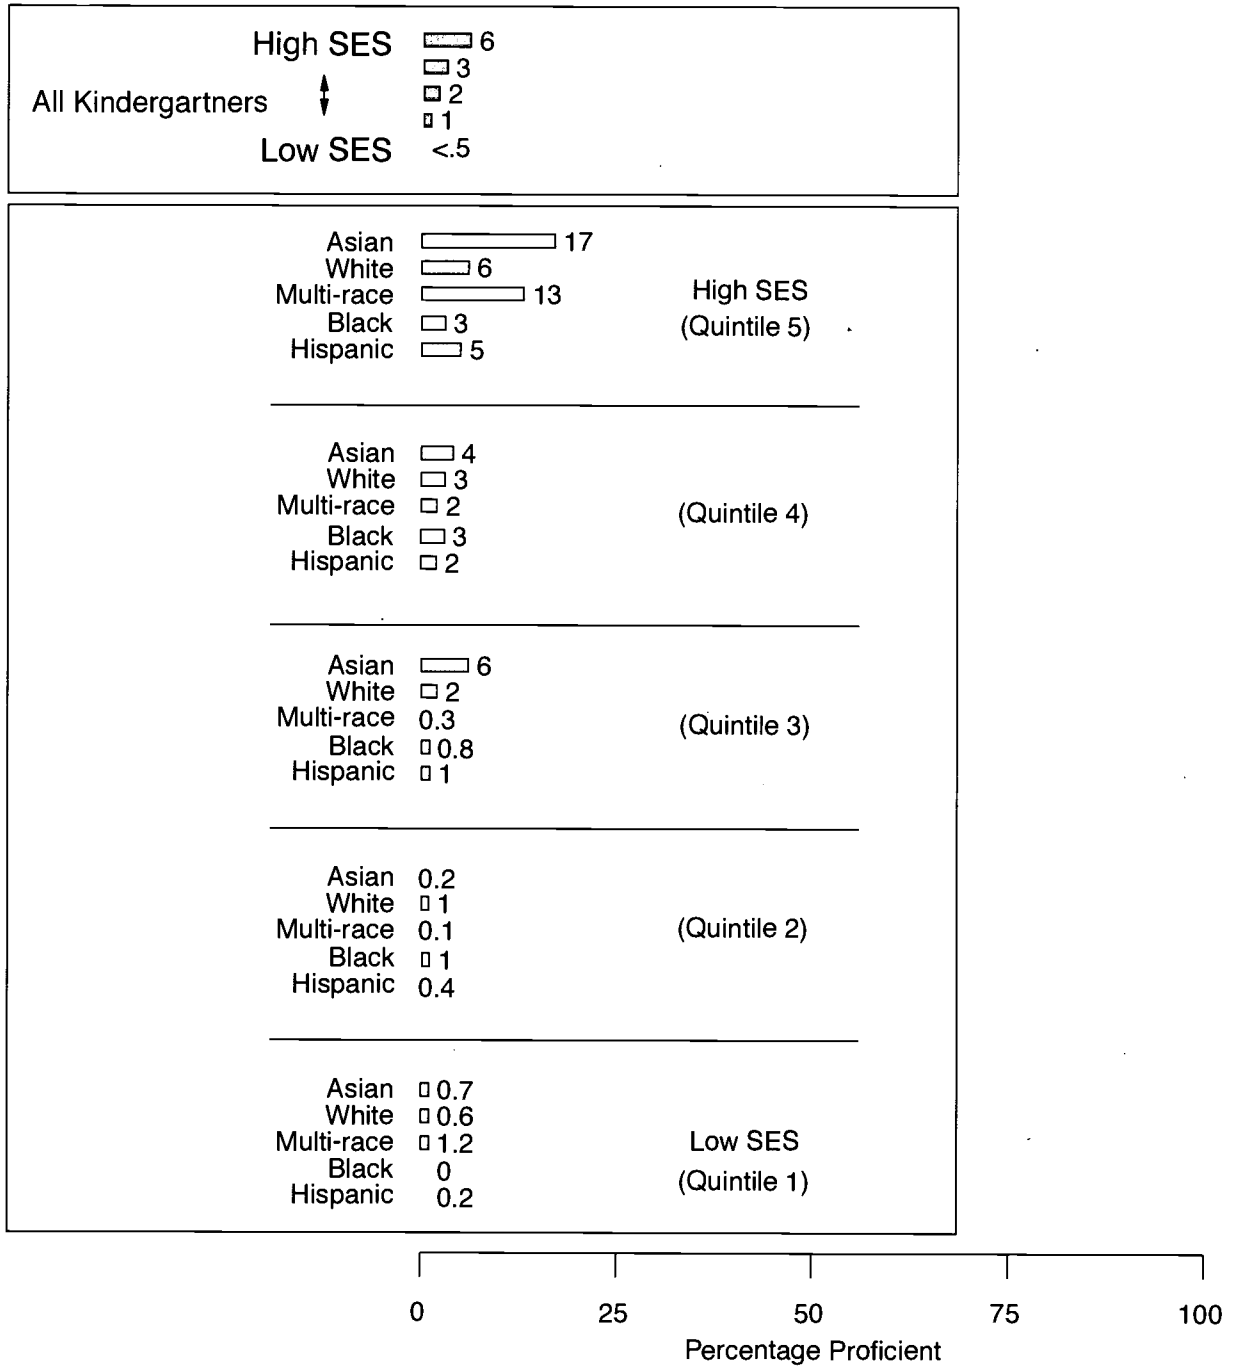 High SES 6
3
All Kindergartners 2
1
Low SES <.5
Asian 17
White 6
Multi-race 13 High SES
Black 3 (Quintile 5)
Hispanic 5
Asian 4
White 3
Multi-race 2 (Quintile 4)
Black 3
Hispanic 2
Asian 6
White 2
Multi-race 0.3 (Quintile 3)
Black 0.8
Hispanic 1
Asian 0.2
White 1
Multi-race 0.1 (Quintile 2)
Black 1
Hispanic 0.4
Asian 0.7
White 0.6
Multi-race 1.2 Low SES
Black 0 (Quintile 1)
Hispanic 0.2
0 25 50 75 100
Percentage Proficient